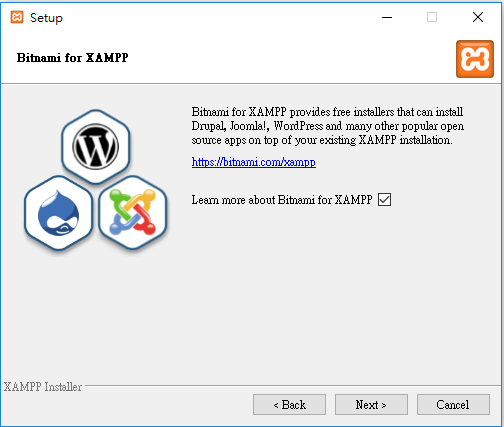 Setup
Bitnami for XAMPP
Bitnami for XAMPP provides free installers that can install
Drupal, Joomla!, WordPress and many other popular open
source apps on top of your existing XAMPP installation.
https://bitnami.com/xampp
Learn more about Bitnami for XAMPP
XAMPP Installer
< Back
Next >
Cancel